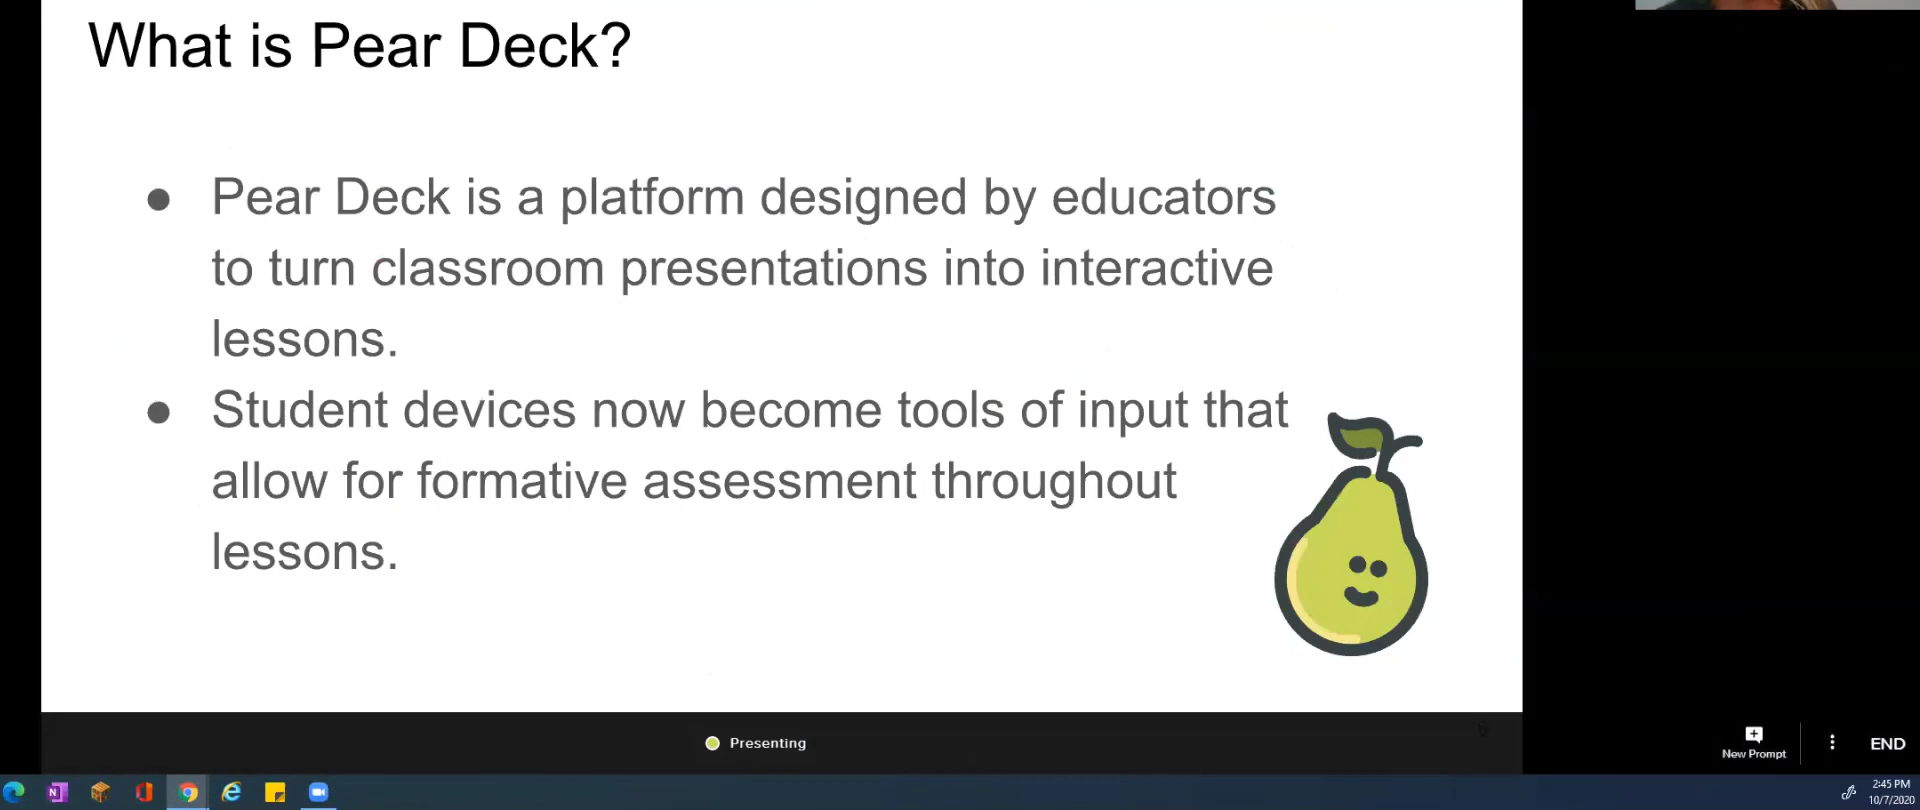 What is Pear Deck?
● Pear Deck is a platform designed by educators
to turn classroom presentations into interactive
lessons.
● Student devices now become tools of input that
allow for formative assessment throughout
lessons.
Presenting
6
New Prompt
END
2:45 PM
10/7/2020